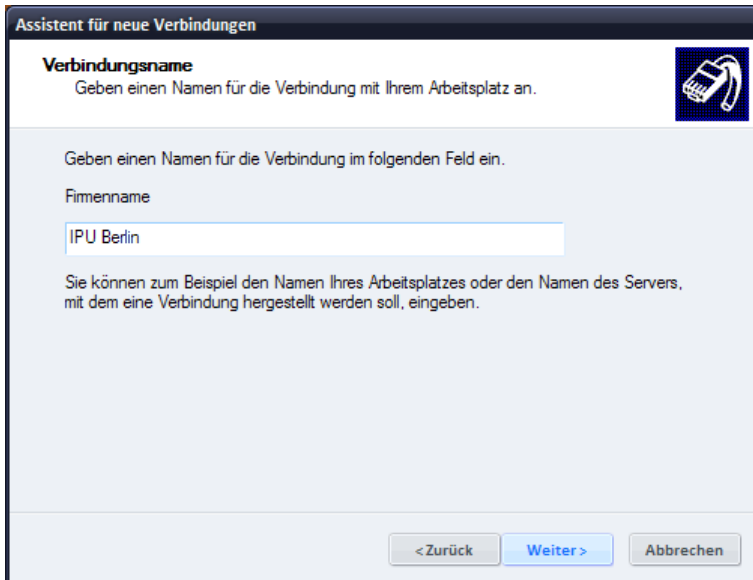 Assistent für neue Verbindungen
Verbindungsname
Geben einen Namen für die Verbindung mit Ihrem Arbeitsplatz an.
Geben einen Namen für die Verbindung im folgenden Feld ein.
Firmenname
IPU Berlin
Sie können zum Beispiel den Namen Ihres Arbeitsplatzes oder den Namen des Servers,
mit dem eine Verbindung hergestellt werden soll, eingeben.
< Zurück Weiter > Abbrechen